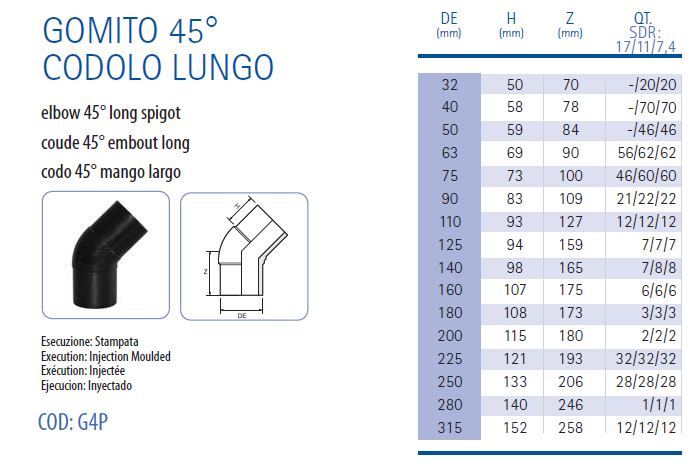 GOMITO 45°
CODOLO LUNGO
elbow 45° long spigot
coude 45° embout long
codo 45° mango largo
H
Z
DE
Esecuzione: Stampata
Execution: Injection Moulded
Exécution: Injectée
Ejecucion: Inyectado
COD: G4P
DE H Z QT.
(mm) (mm) (mm) SDR:
17/11/7,4
32 50 70 -/20/20
40 58 78 -/70/70
50 59 84 -/46/46
63 69 90 56/62/62
75 73 100 46/60/60
90 83 109 21/22/22
110 93 127 12/12/12
125 94 159 7/7/7
140 98 165 7/8/8
160 107 175 6/6/6
180 108 173 3/3/3
200 115 180 2/2/2
225 121 193 32/32/32
250 133 206 28/28/28
280 140 246 1/1/1
315 152 258 12/12/12